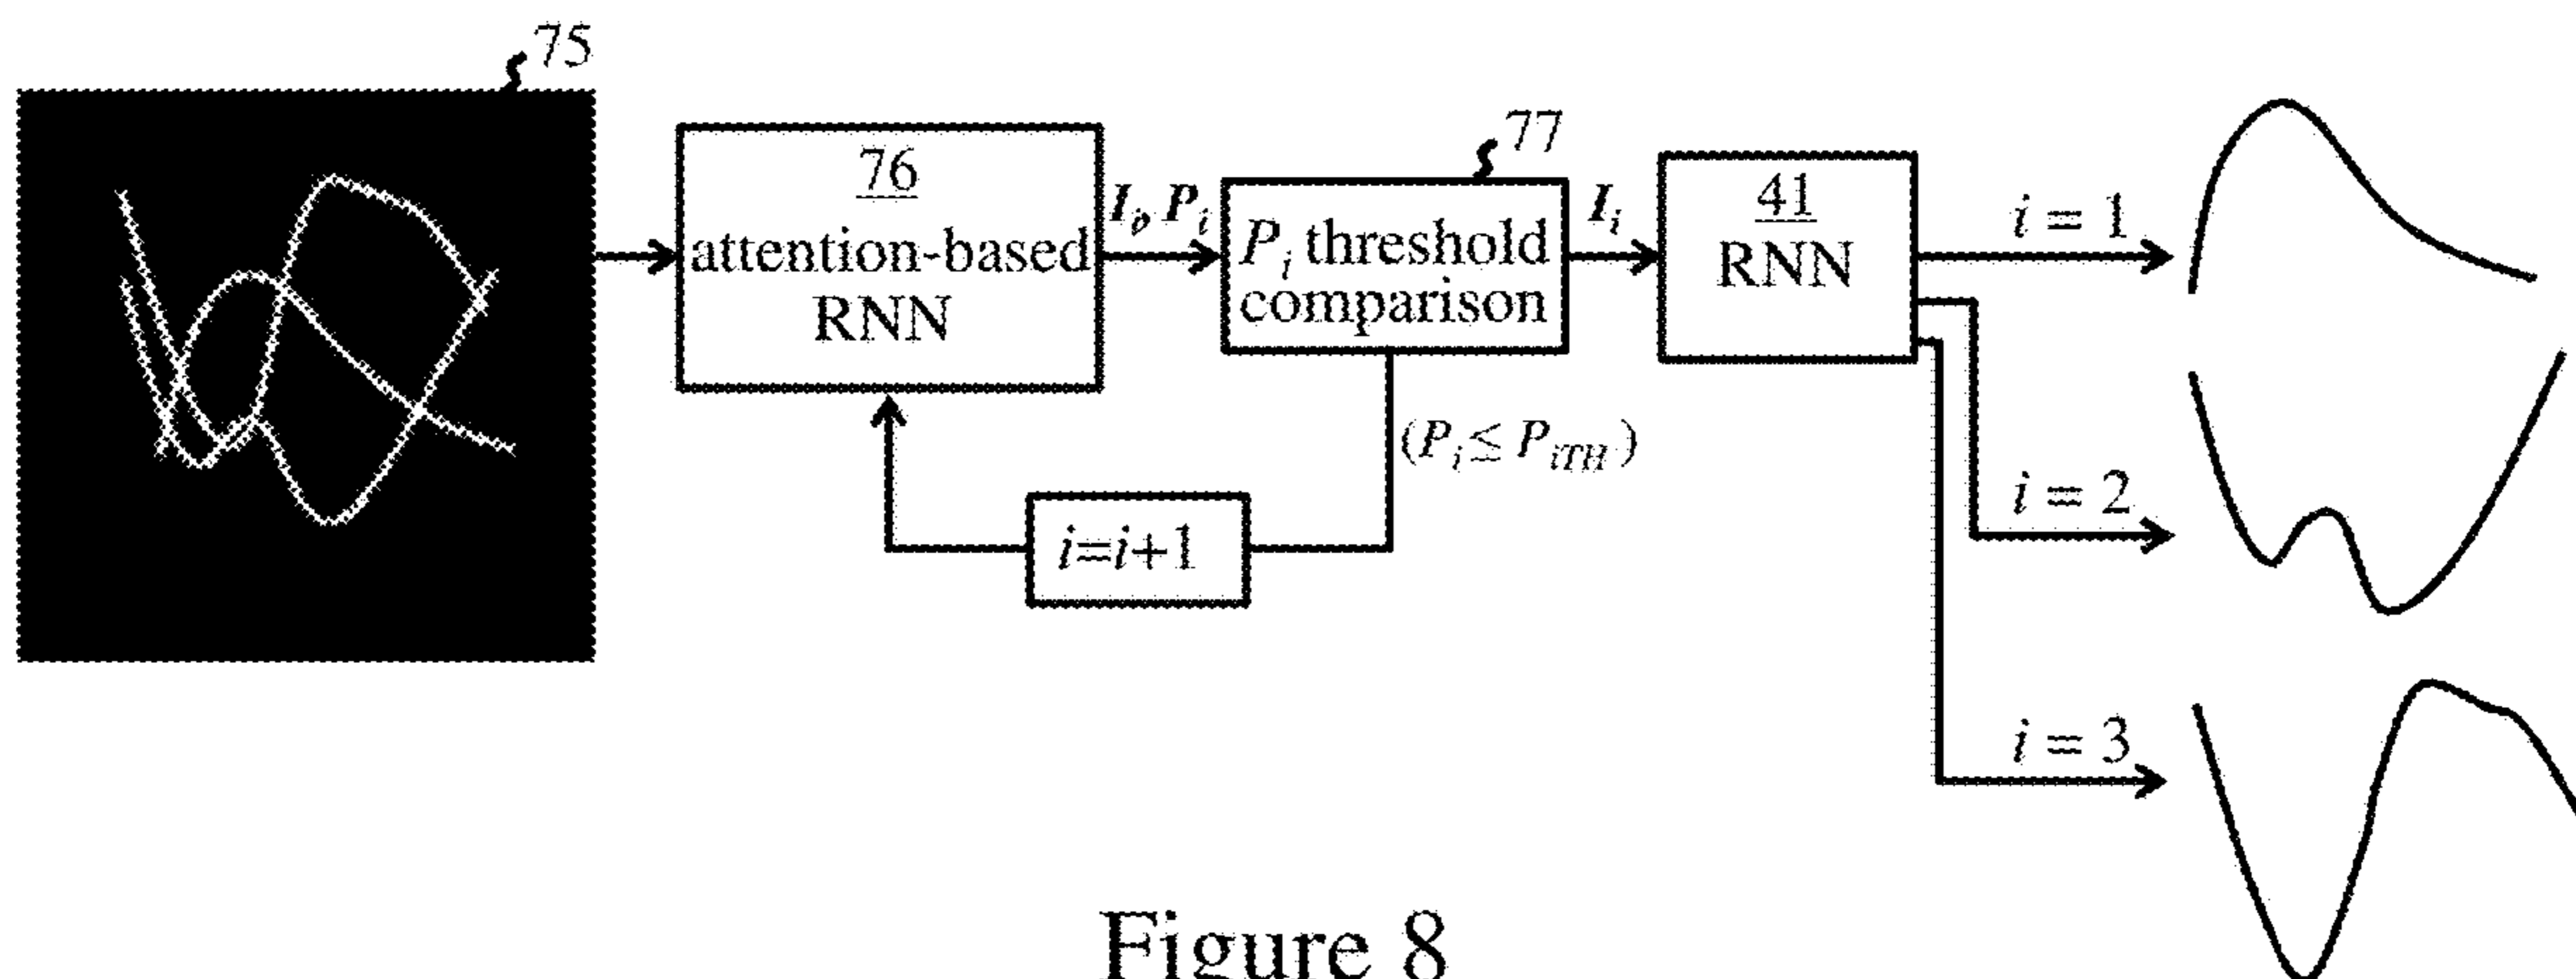 75
76
attention-based
RNN
I_i, P_i
77
P_i threshold
comparison
I_i
41
RNN
i = 1
i = 2
i = 3
(P_i ≦ P_iTH)
i=i+1
Figure 8